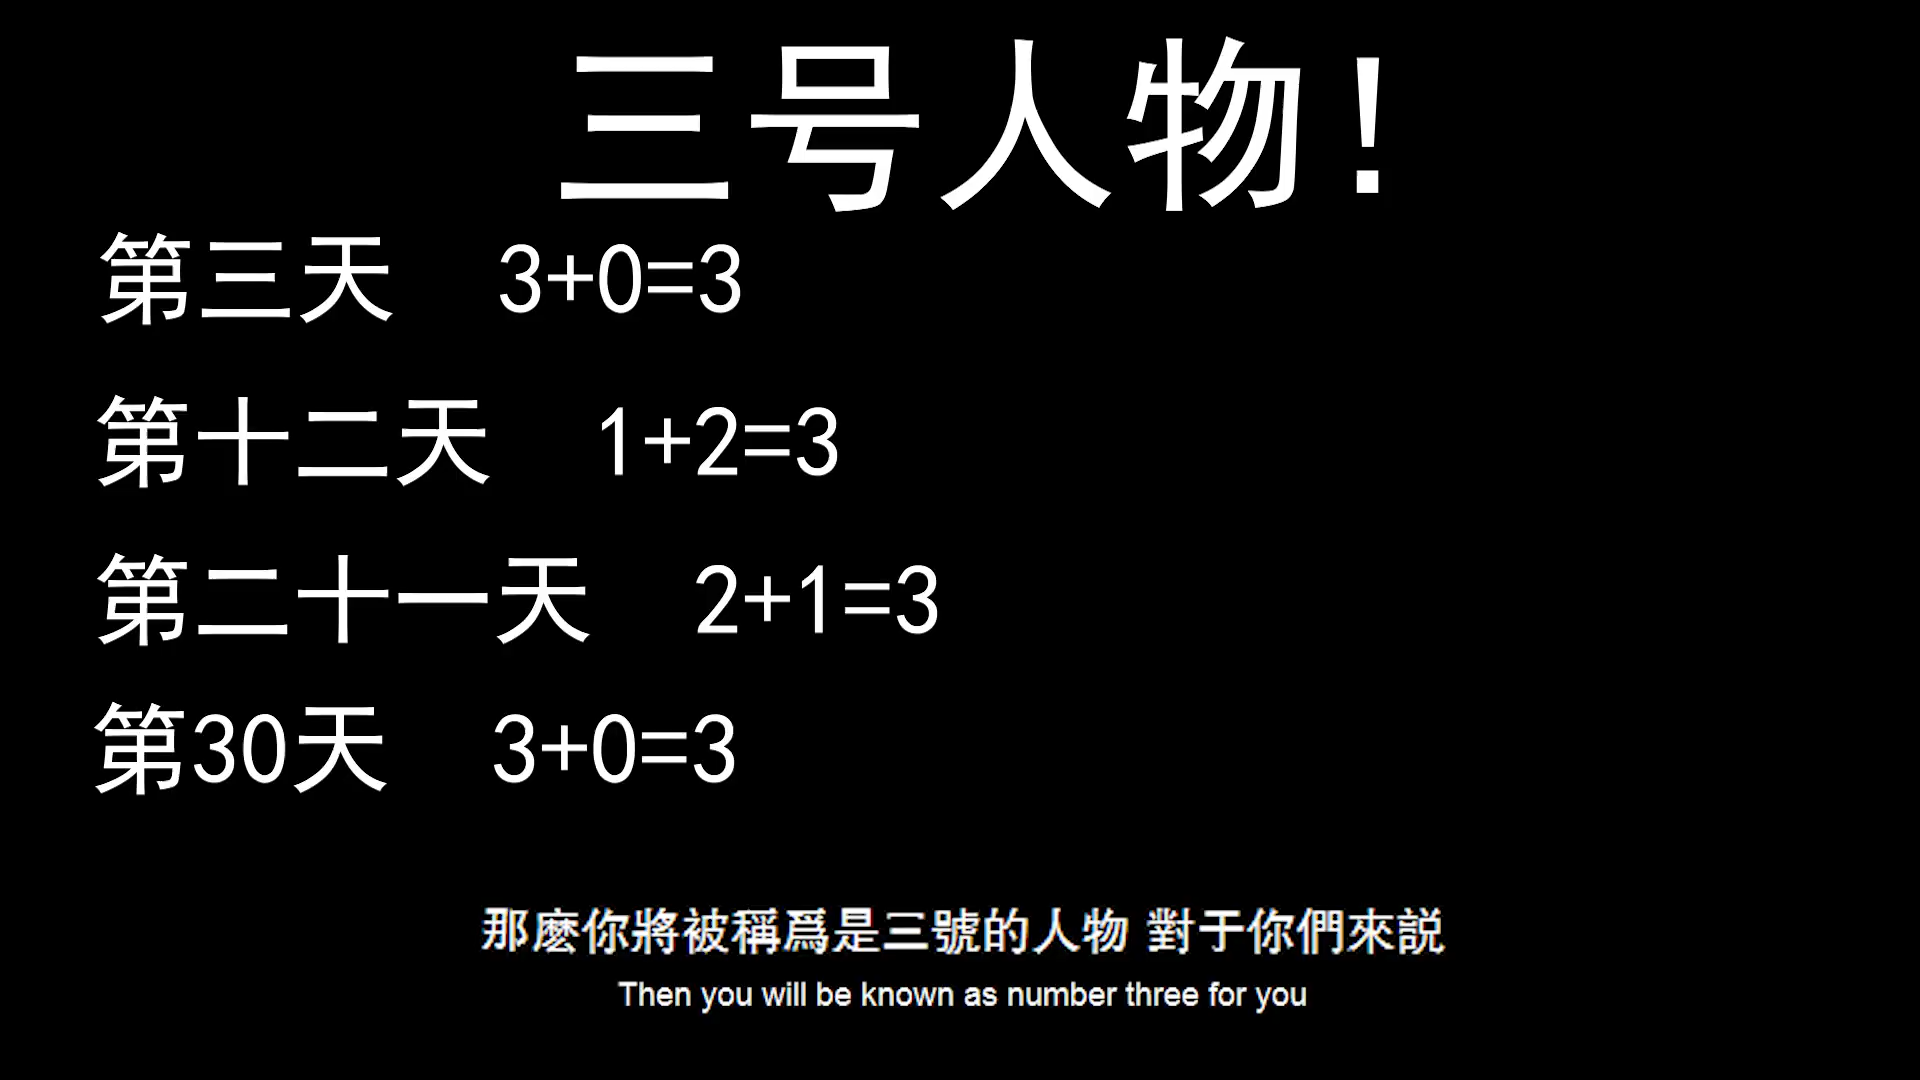 三号人物!
第三天 3+0=3
第十二天 1+2=3
第二十一天 2+1=3
第30天 3+0=3
那麽你將被稱爲是三號的人物 對于你們來説
Then you will be known as number three for you